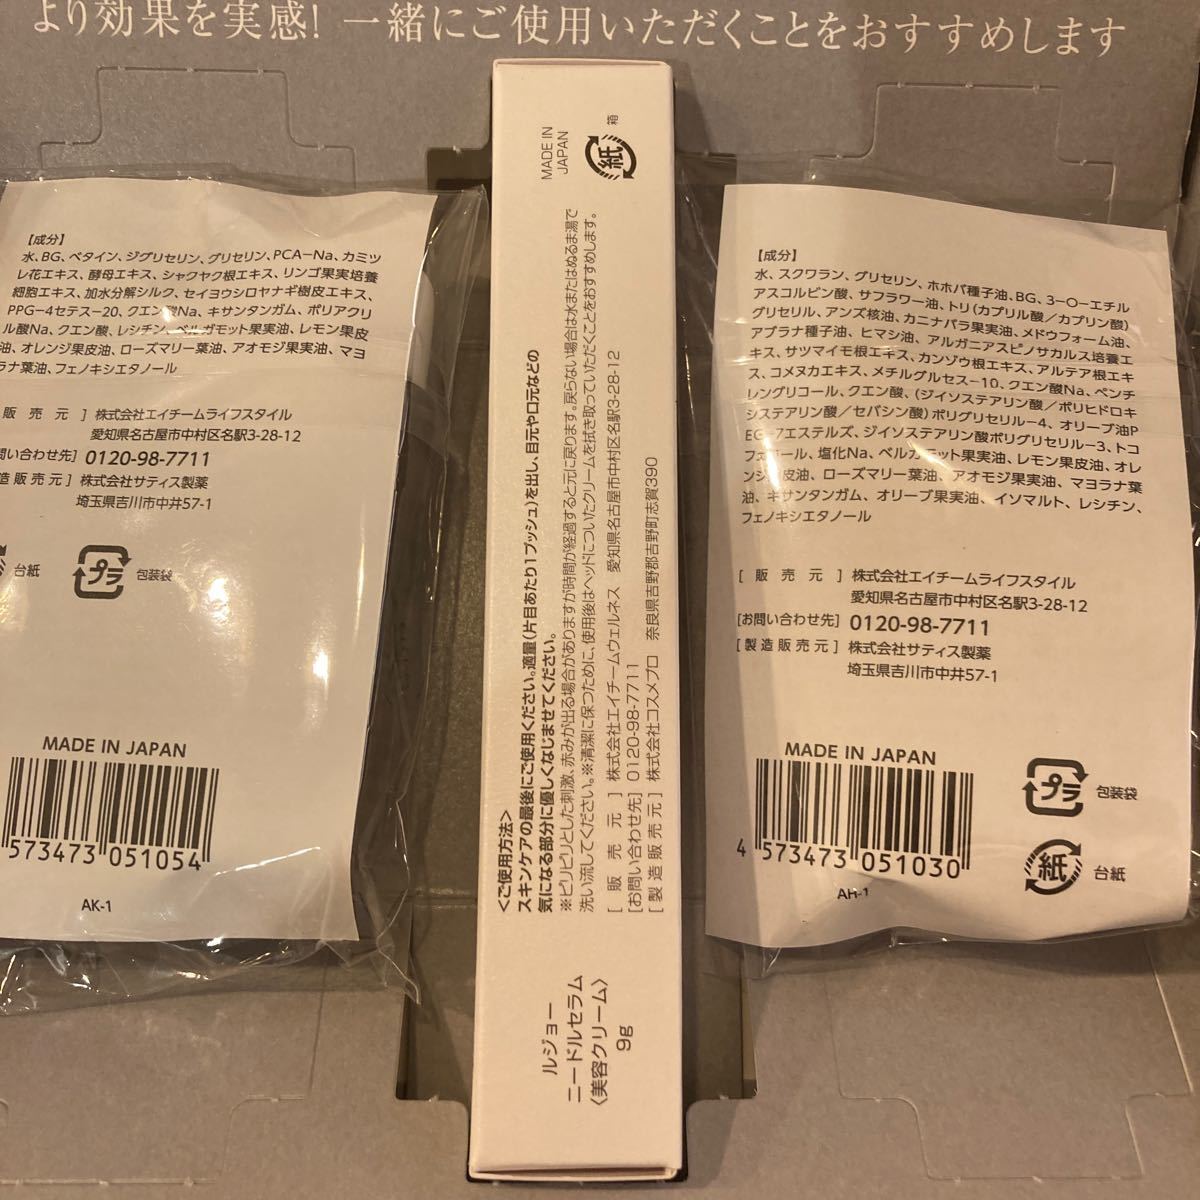 より効果を実感! 一緒にご使用いただくことをおすすめします
【成分】
水、BG、ベタイン、ジグリセリン、グリセリン、PCA-Na、カミツ
レ花エキス、酵母エキス、シャクヤク根エキス、リンゴ果実培養
細胞エキス、加水分解シルク、セイヨウシロヤナギ樹皮エキス、
PPG-4セテス-20、クエン酸Na、キサンタンガム、ポリアクリ
ル酸Na、クエン酸、レシチン、ベルガモット果実油、レモン果皮
油、オレンジ果皮油、ローズマリー葉油、アオモジ果実油、マヨ
ラナ葉油、フェノキシエタノール
販 売 元 ] 株式会社エイチームライフスタイル
愛知県名古屋市中村区名駅3-28-12
問い合わせ先] 0120-98-7711
造販売元 ] 株式会社サティス製薬
埼玉県吉川市中井57-1
台紙
プラ 包装袋
MADE IN JAPAN
573473 051054
AK-1
MADE IN
JAPAN
紙
箱
<ご使用方法>
スキンケアの最後にご使用ください。適量(片目あたり1プッシュ)を出し、目元や口元などの
気になる部分に優しくなじませてください。
※ピリピリとした刺激、赤みが出る場合がありますが時間が経過すると元に戻ります。戻らない場合は水またはぬるま湯で
洗い流してください。※清潔に保つために、使用後はヘッドについたクリームを拭き取っていただくことをおすすめします。
[ 販 売 元 ] 株式会社エイチームウェルネス 愛知県名古屋市中村区名駅3-28-12
[お問い合わせ先] 0120-98-7711
[ 製 造 販 売 元 ] 株式会社コスメプロ 奈良県吉野郡吉野町志賀390
ルジョー
ニードルセラム
<美容クリーム>
9g
【成分】
水、スクワラン、グリセリン、ホホバ種子油、BG、3-O-エチル
アスコルビン酸、サフラワー油、トリ(カプリル酸/カプリン酸)
グリセリル、アンズ核油、カニナバラ果実油、メドウフォーム油、
アブラナ種子油、ヒマシ油、アルガニアスピノサカルス培養エ
キス、サツマイモ根エキス、カンゾウ根エキス、アルテア根エキ
ス、コメヌカエキス、メチルグルセス-10、クエン酸Na、ペンチ
レングリコール、クエン酸、(ジイソステアリン酸/ポリヒドロキ
システアリン酸/セバシン酸)ポリグリセリル-4、オリーブ油P
EG-7エステルズ、ジイソステアリン酸ポリグリセリル-3、トコ
フェロール、塩化Na、ベルガモット果実油、レモン果皮油、オレ
ンジ果皮油、ローズマリー葉油、アオモジ果実油、マヨラナ葉
油、キサンタンガム、オリーブ果実油、イソマルト、レシチン、
フェノキシエタノール
[ 販 売 元 ] 株式会社エイチームライフスタイル
愛知県名古屋市中村区名駅3-28-12
[お問い合わせ先] 0120-98-7711
[ 製 造 販 売 元 ] 株式会社サティス製薬
埼玉県吉川市中井57-1
MADE IN JAPAN
4 573473 051030
AH-1
プラ 包装袋
紙 台紙